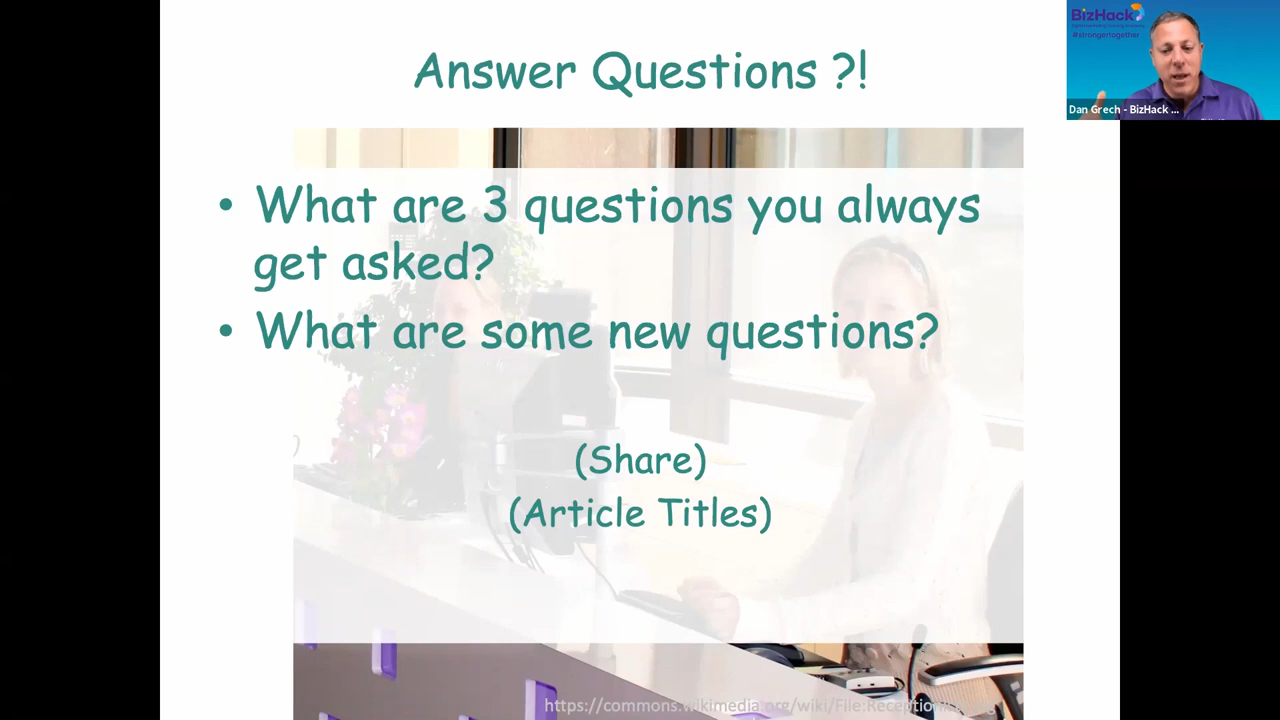 Answer Questions ?!
BizHack
#strongertogether
Dan Grech - BizHack ...
• What are 3 questions you always
get asked?
• What are some new questions?
(Share)
(Article Titles)
https://commons.wikimedia.org/wiki/File:Reception